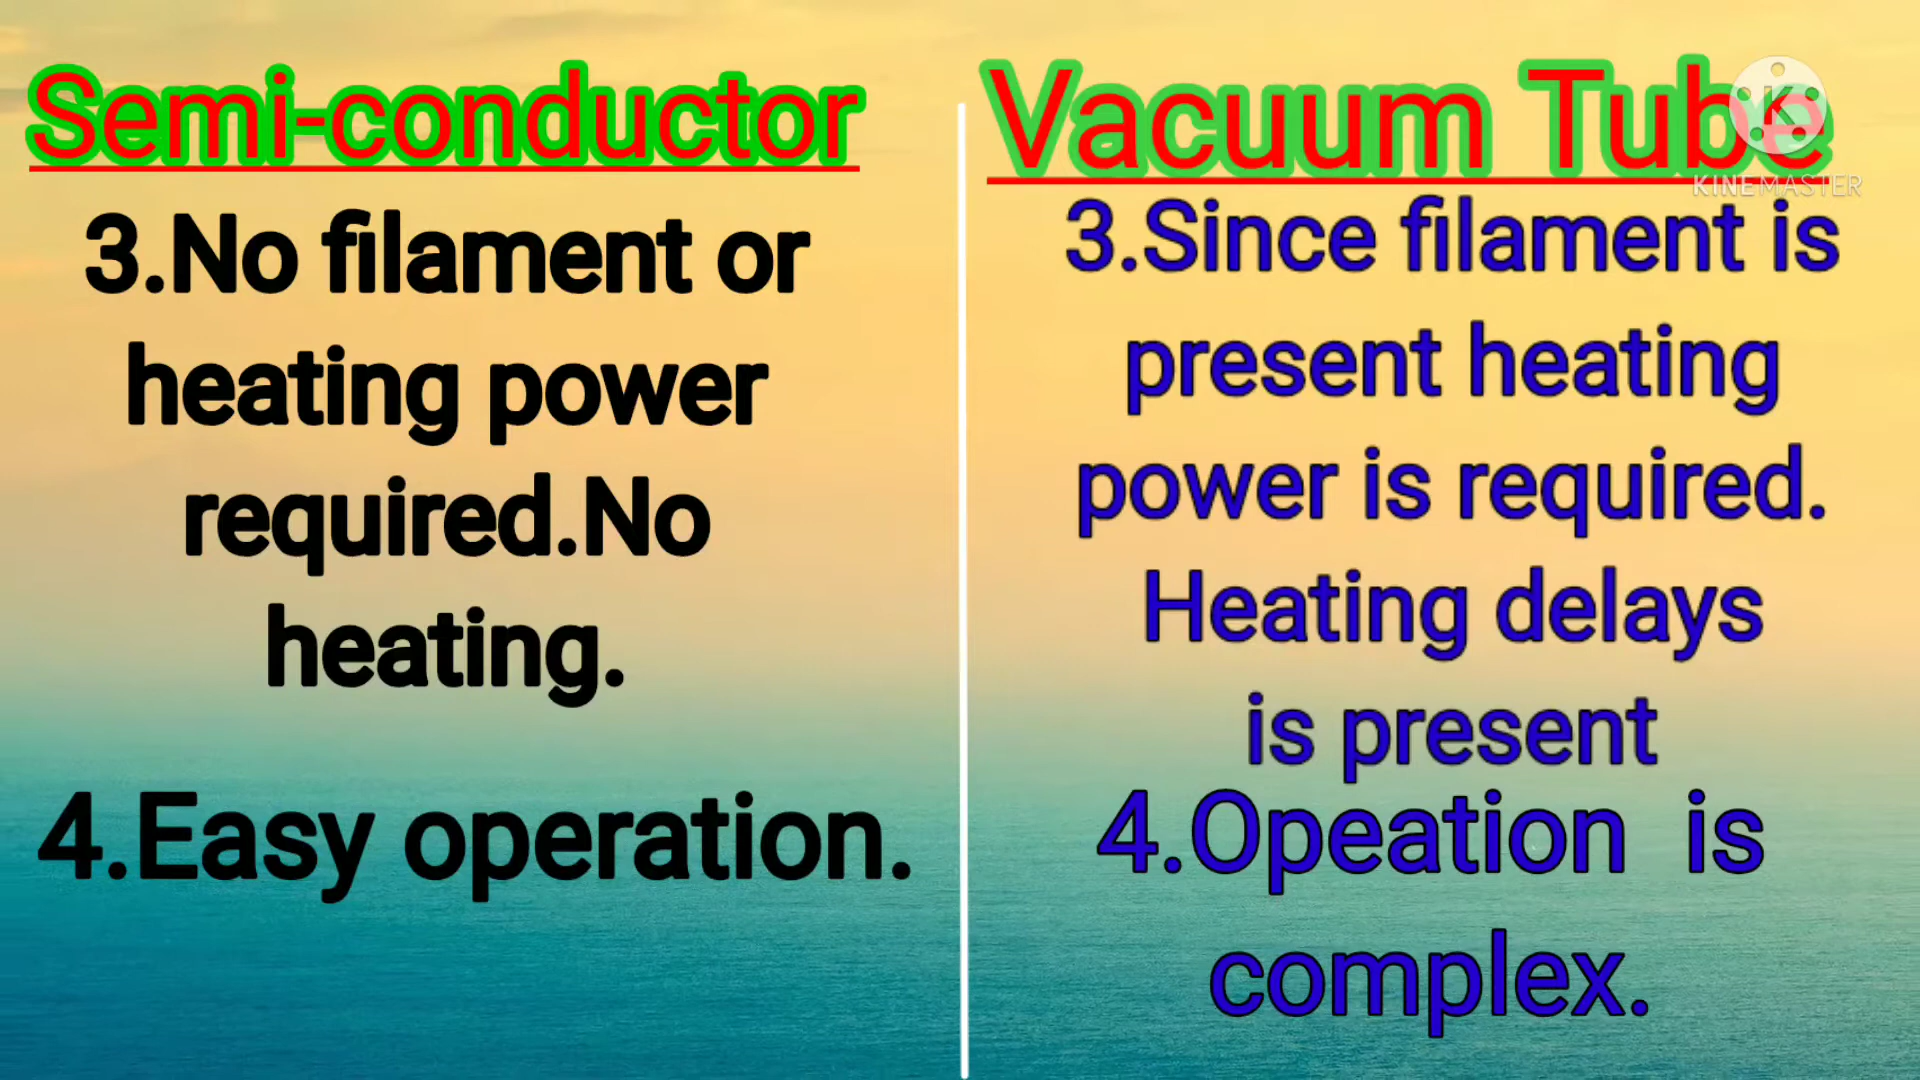 Semi-conductor
3.No filament or
heating power
required.No
heating.
4.Easy operation.
Vacuum Tube
K
KINEMASTER
3.Since filament is
present heating
power is required.
Heating delays
is present
4.Opeation is
complex.